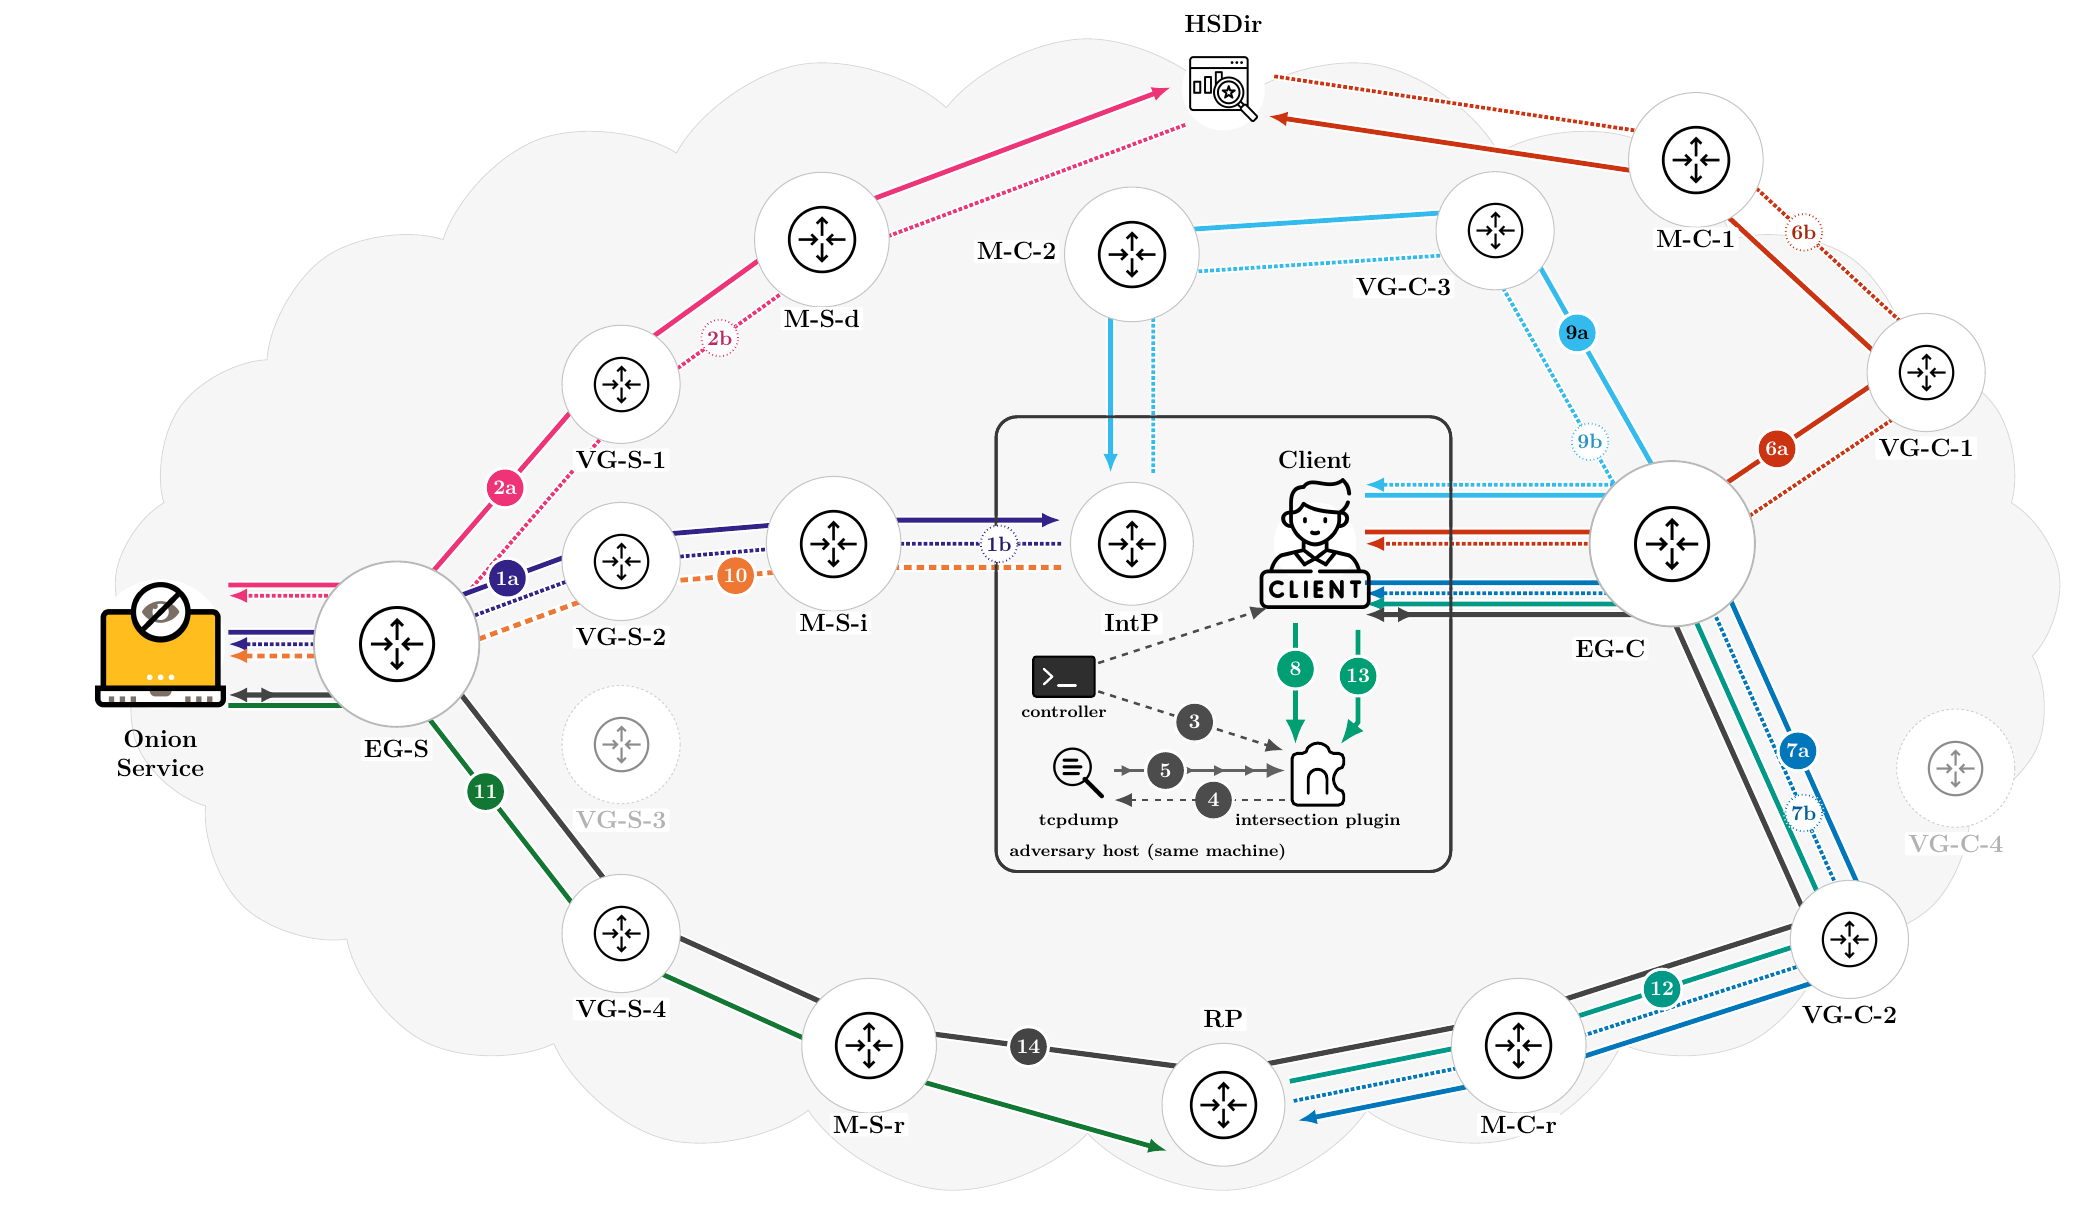 HSDir
M-C-1
6b
M-C-2
VG-C-3
M-S-d
2b
9a
VG-S-1
2a
9b
6a
VG-C-1
Client
1a
1b
10
CLIENT
VG-S-2
M-S-i
IntP
EG-C
controller
8
13
3
Onion
Service
EG-S
5
4
7a
11
VG-S-3
tcpdump
intersection plugin
7b
VG-C-4
adversary host (same machine)
12
VG-S-4
RP
VG-C-2
14
M-S-r
M-C-r